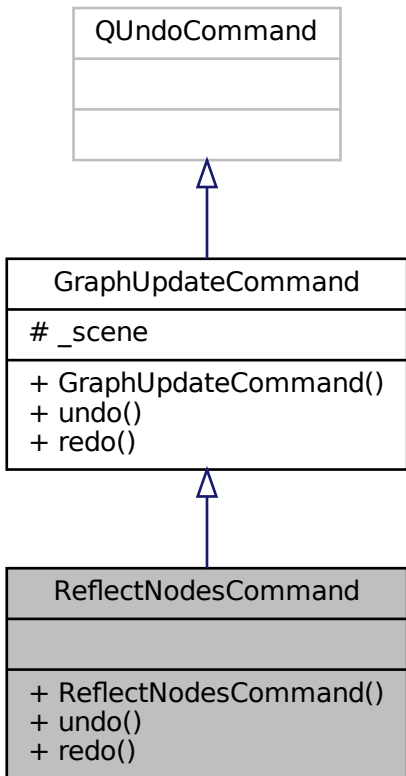 QUndoCommand
GraphUpdateCommand
# _scene
+ GraphUpdateCommand()
+ undo()
+ redo()
ReflectNodesCommand
+ ReflectNodesCommand()
+ undo()
+ redo()